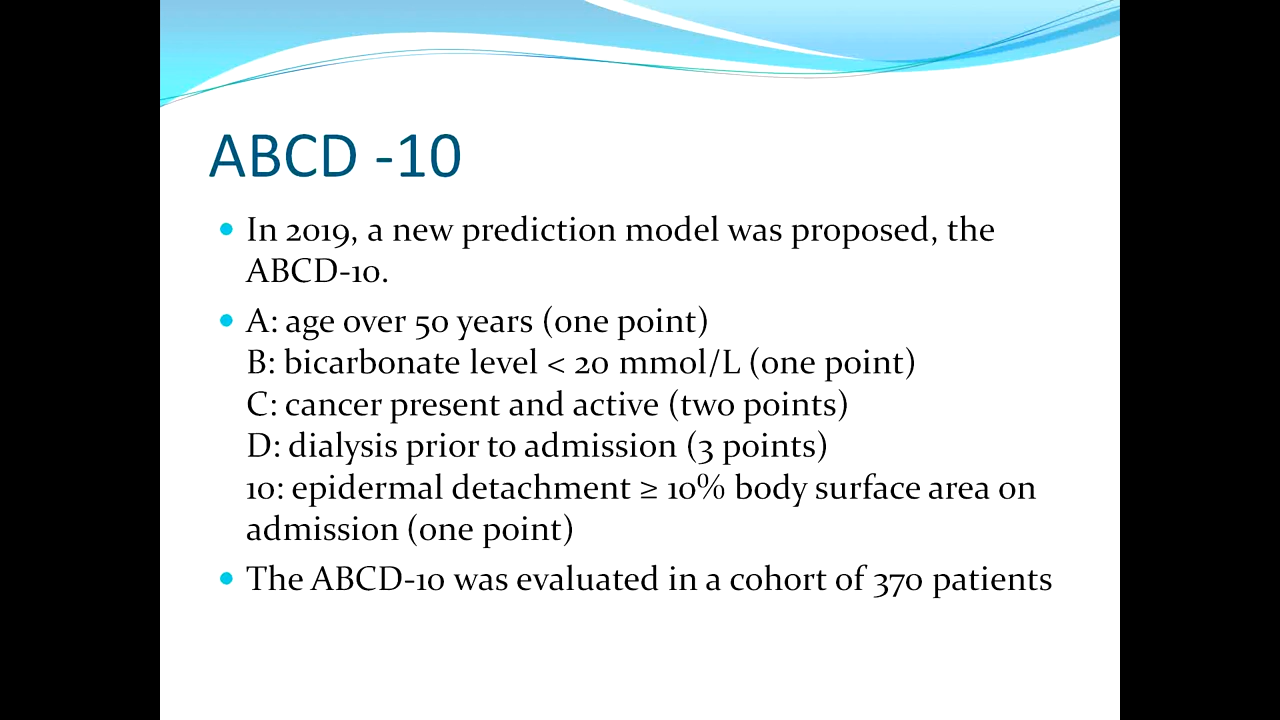 ABCD -10
In 2019, a new prediction model was proposed, the
ABCD-10.
A: age over 50 years (one point)
B: bicarbonate level < 20 mmol/L (one point)
C: cancer present and active (two points)
D: dialysis prior to admission (3 points)
10: epidermal detachment ≥ 10% body surface area on
admission (one point)
The ABCD-10 was evaluated in a cohort of 370 patients